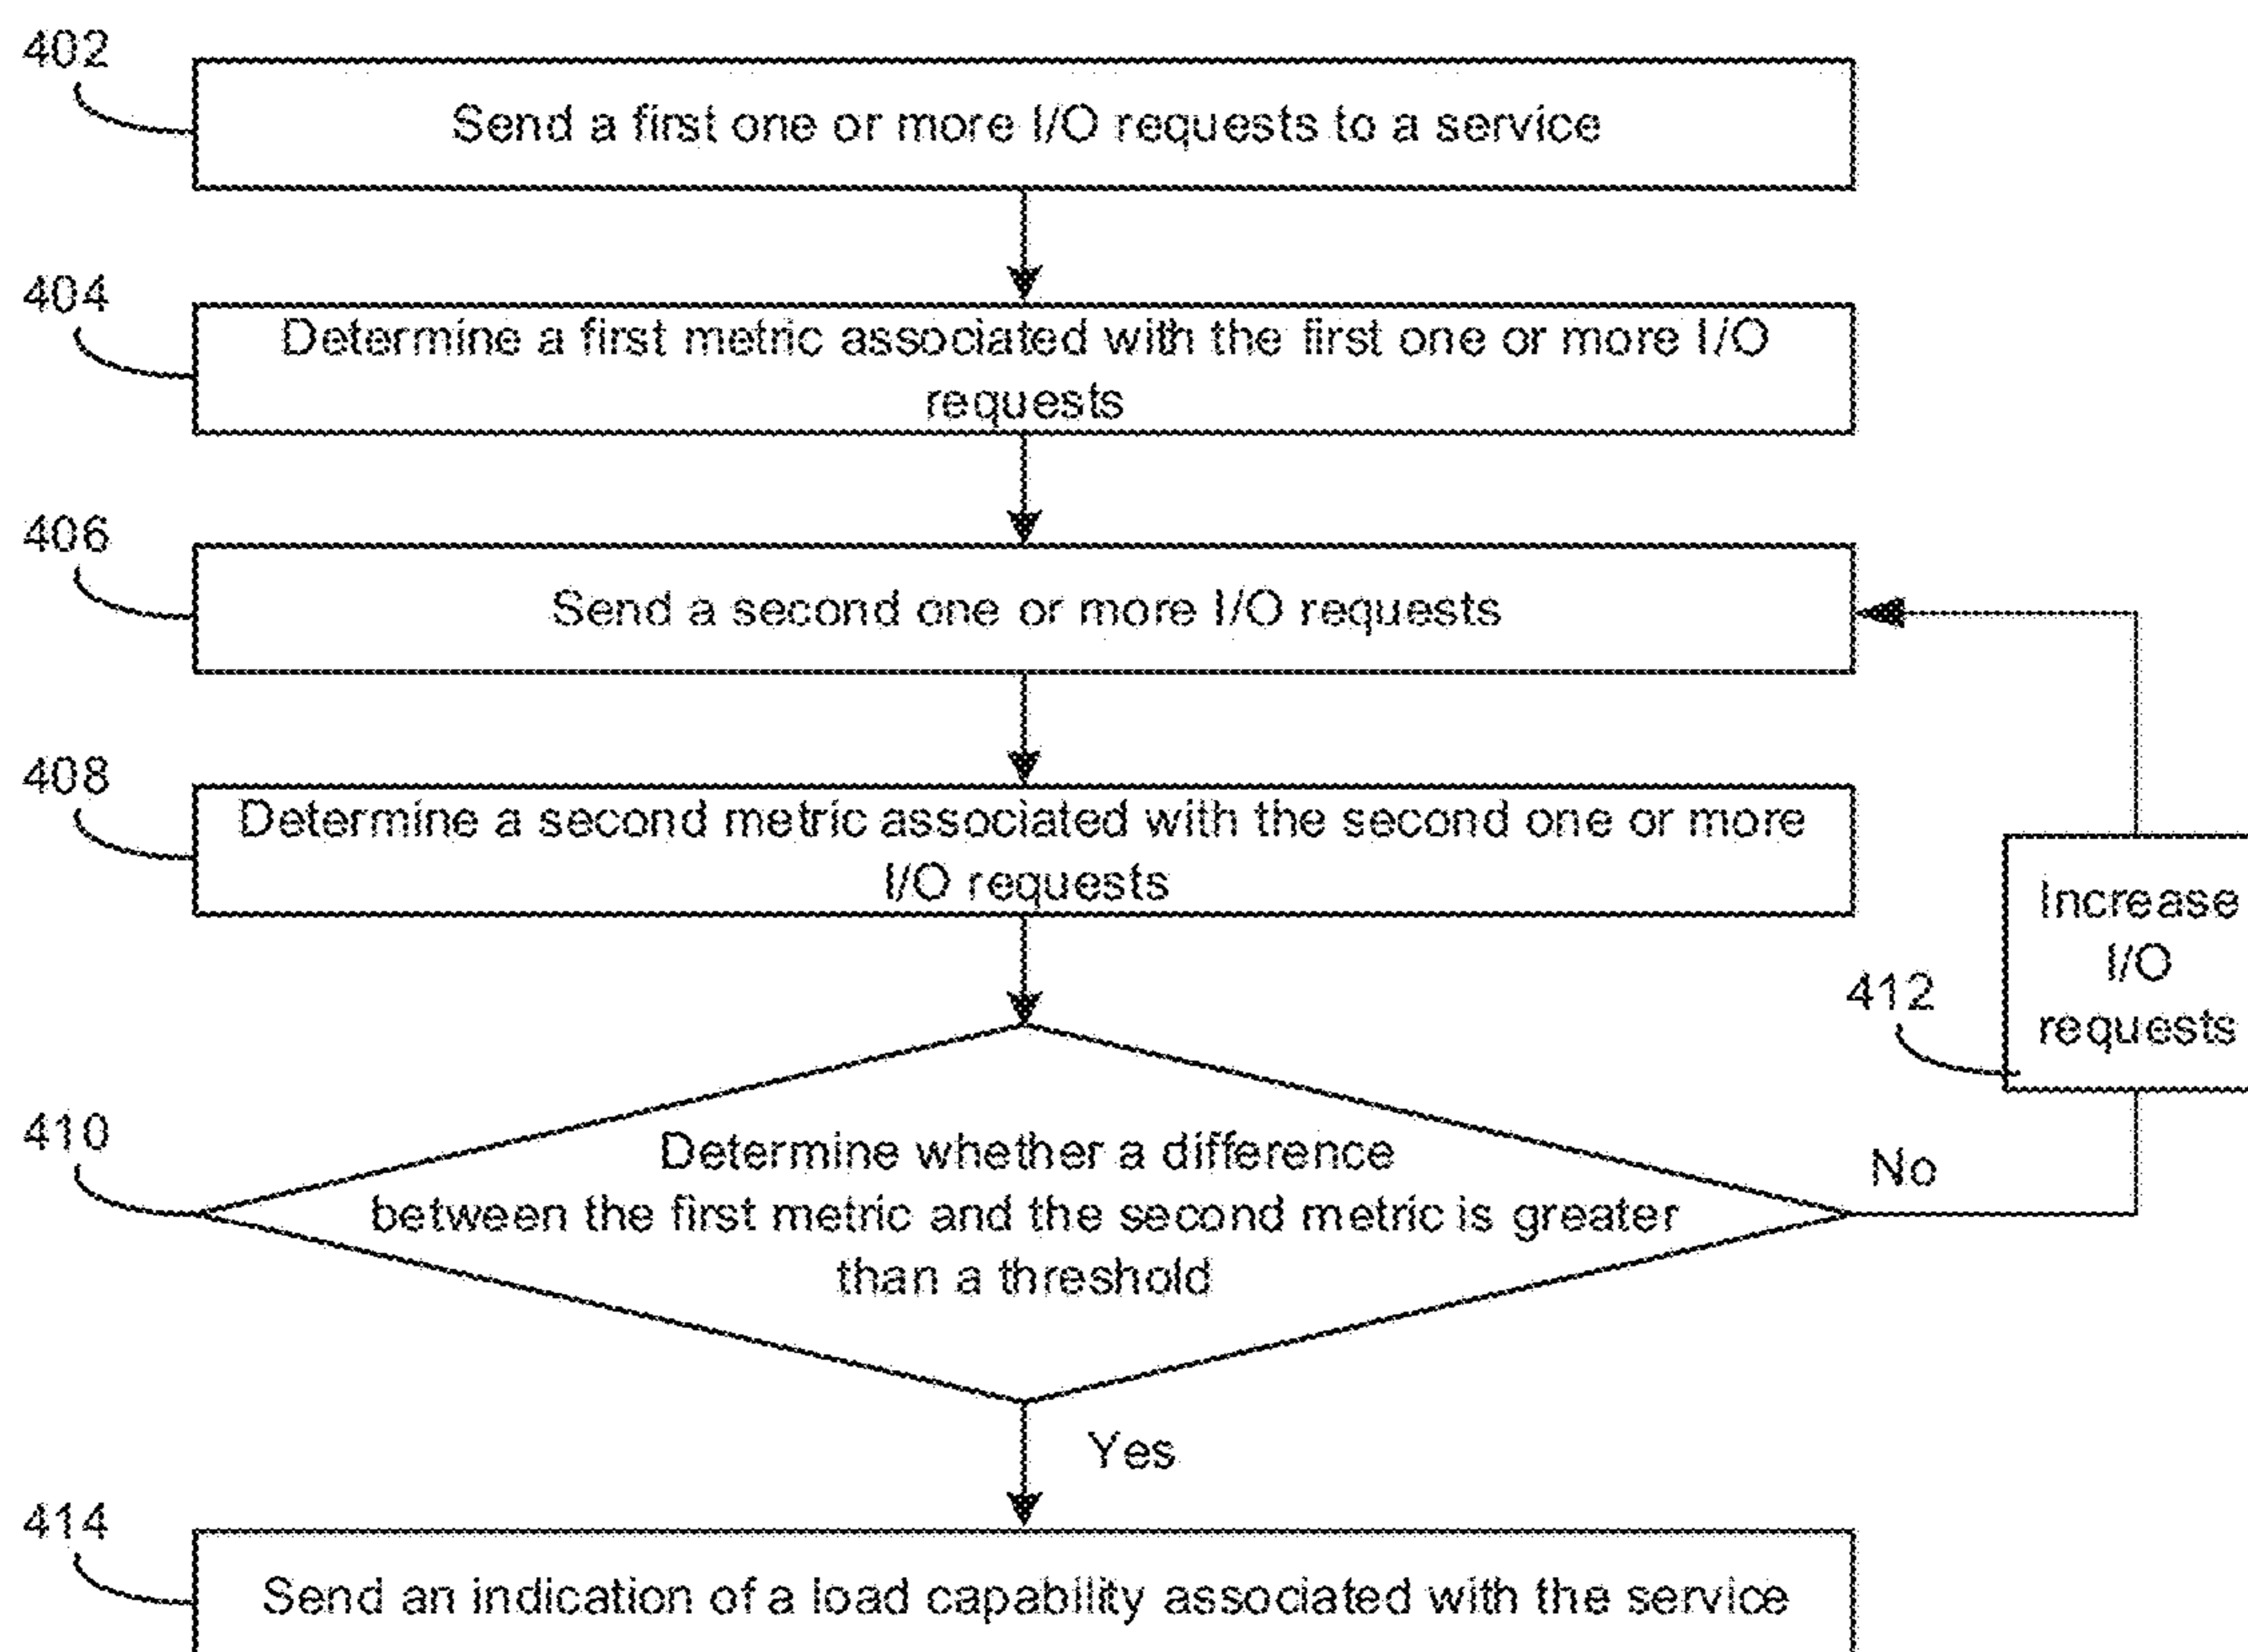 402
Send a first one or more I/O requests to a service
404
Determine a first metric associated with the first one or more I/O
requests
406
Send a second one or more I/O requests
408
Determine a second metric associated with the second one or more
I/O requests
Increase
I/O
requests
412
410
Determine whether a difference
between the first metric and the second metric is greater
than a threshold
No
Yes
414
Send an indication of a load capability associated with the service